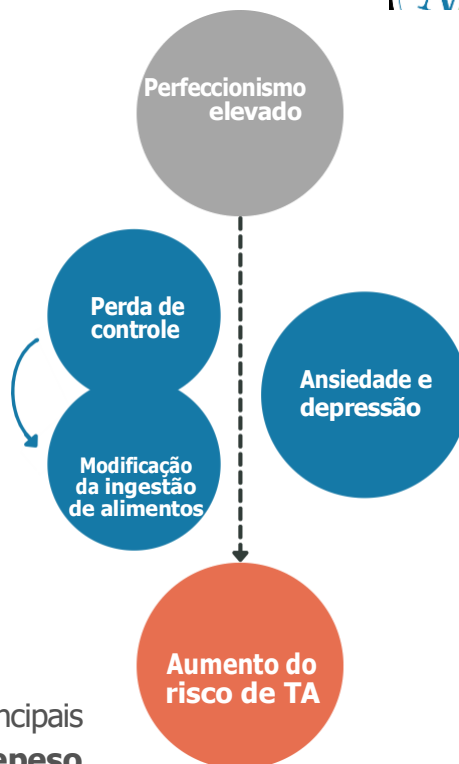 Perfeccionismo
elevado
Perda de
controle
Ansiedade e
depressão
Modificação
da ingestão
de alimentos
Aumento do
risco de TA